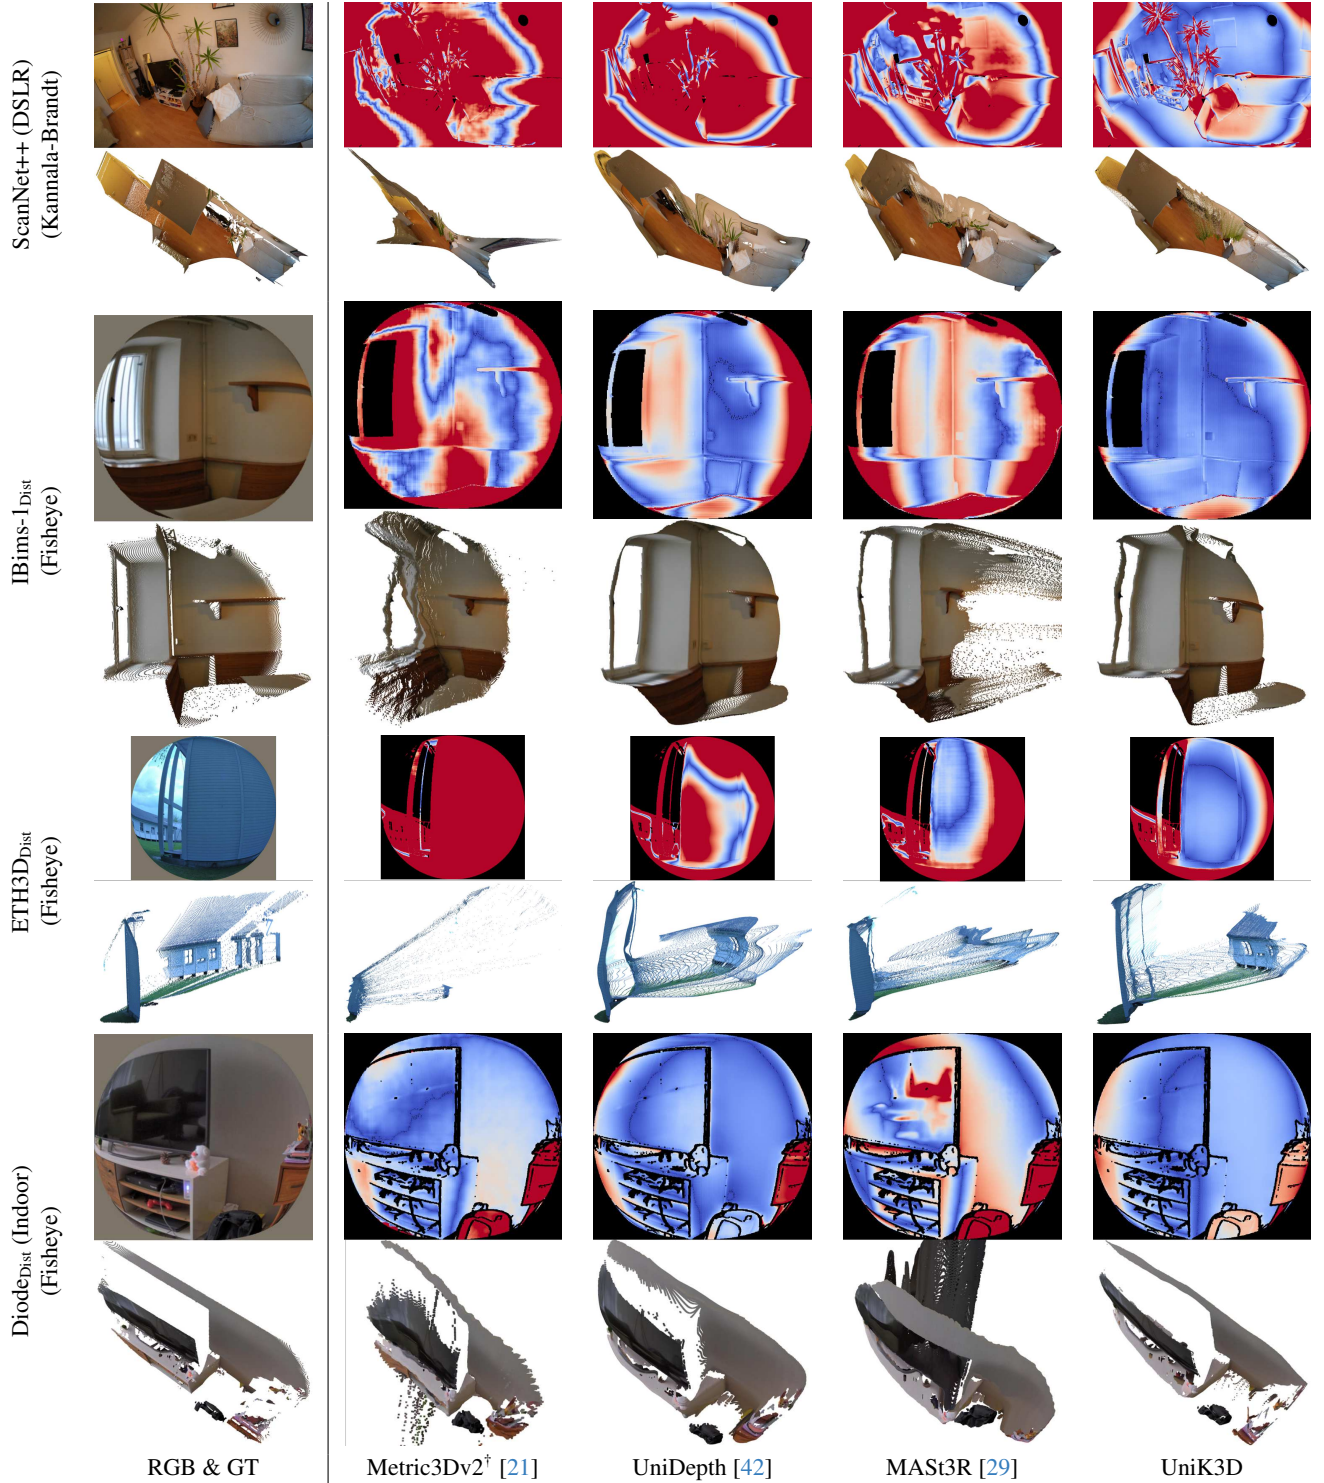 ScanNet++ (DSLR)
(Kannala-Brandt)
IBims-1Dist
(Fisheye)
ETH3DDist
(Fisheye)
DiodeDist (Indoor)
(Fisheye)
RGB & GT
Metric3Dv2† [21]
UniDepth [42]
MASt3R [29]
UniK3D